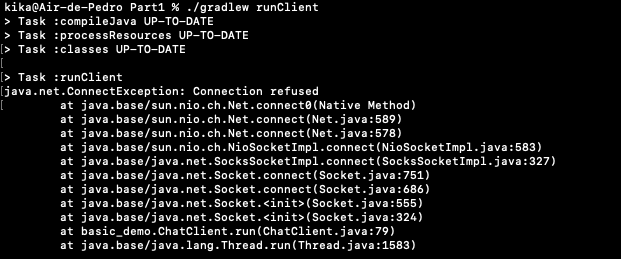 kika@Air-de-Pedro Part1 % ./gradlew runClient
> Task :compileJava UP-TO-DATE
> Task :processResources UP-TO-DATE
[> Task :classes UP-TO-DATE
[
[> Task :runClient
java.net.ConnectException: Connection refused
[        at java.base/sun.nio.ch.Net.connect0(Native Method)
        at java.base/sun.nio.ch.Net.connect(Net.java:589)
        at java.base/sun.nio.ch.Net.connect(Net.java:578)
        at java.base/sun.nio.ch.NioSocketImpl.connect(NioSocketImpl.java:583)
        at java.base/java.net.SocksSocketImpl.connect(SocksSocketImpl.java:327)
        at java.base/java.net.Socket.connect(Socket.java:751)
        at java.base/java.net.Socket.connect(Socket.java:686)
        at java.base/java.net.Socket.<init>(Socket.java:555)
        at java.base/java.net.Socket.<init>(Socket.java:324)
        at basic_demo.ChatClient.run(ChatClient.java:79)
        at java.base/java.lang.Thread.run(Thread.java:1583)